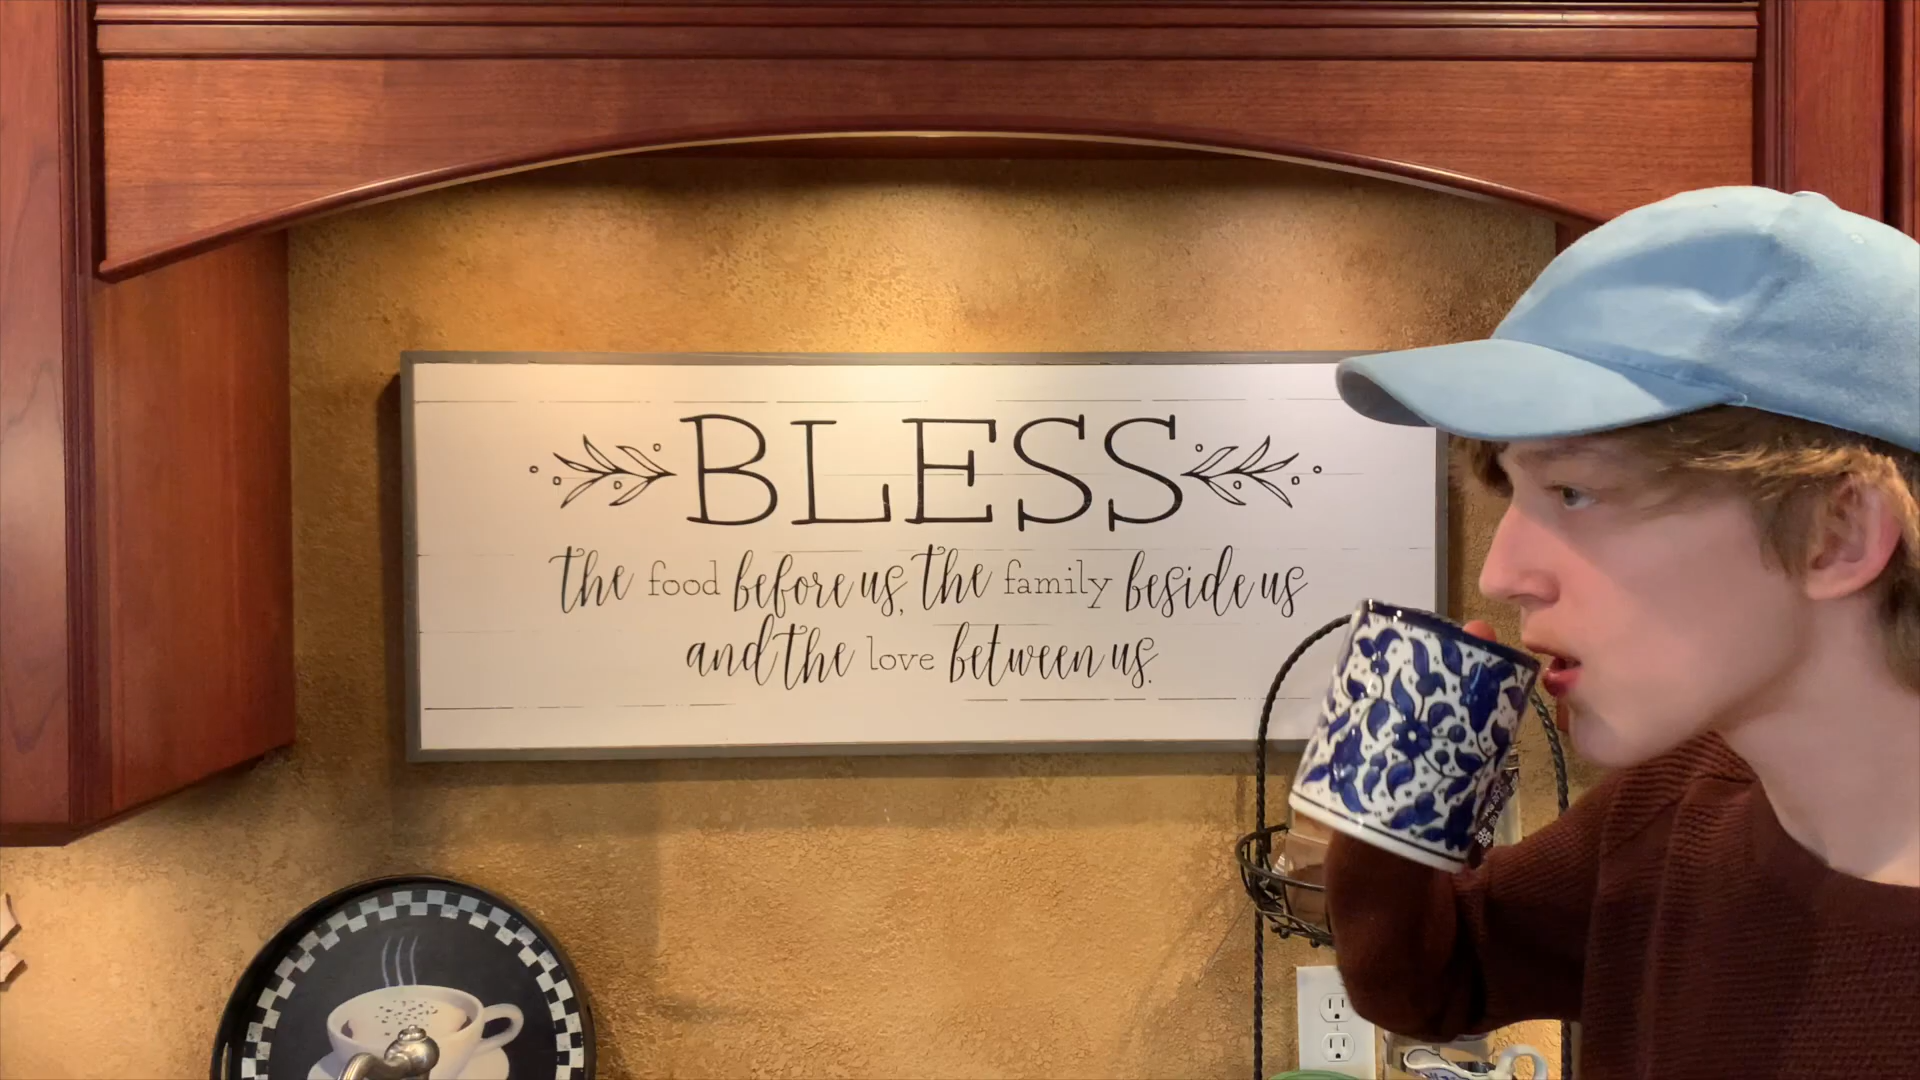 BLESS
the food before us, the family beside us
and the love between us.